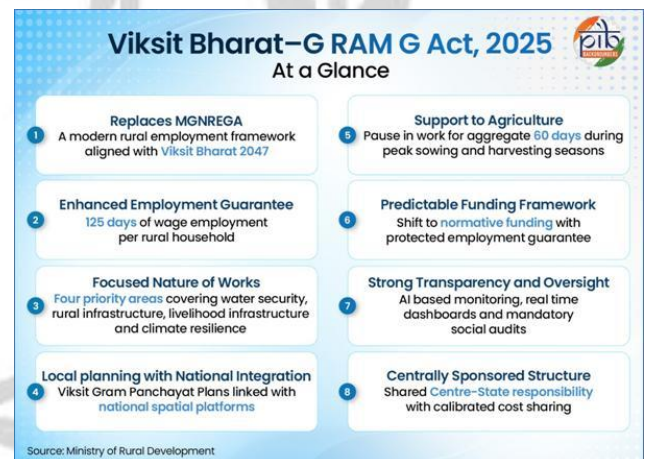 Viksit Bharat–G RAM G Act, 2025
At a Glance
pib
BACKGROUNDERS
1
Replaces MGNREGA
A modern rural employment framework
aligned with Viksit Bharat 2047
2
Enhanced Employment Guarantee
125 days of wage employment
per rural household
3
Focused Nature of Works
Four priority areas covering water security,
rural infrastructure, livelihood infrastructure
and climate resilience
4
Local planning with National Integration
Viksit Gram Panchayat Plans linked with
national spatial platforms
5
Support to Agriculture
Pause in work for aggregate 60 days during
peak sowing and harvesting seasons
6
Predictable Funding Framework
Shift to normative funding with
protected employment guarantee
7
Strong Transparency and Oversight
AI based monitoring, real time
dashboards and mandatory
social audits
8
Centrally Sponsored Structure
Shared Centre-State responsibility
with calibrated cost sharing
Source: Ministry of Rural Development